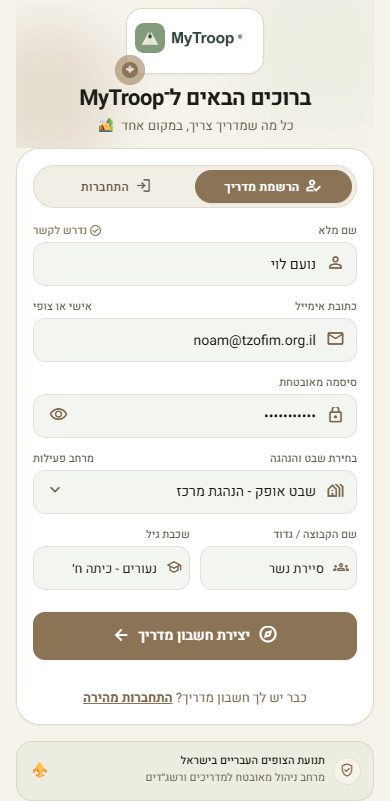 MyTroop
ברוכים הבאים ל־MyTroop
כל מה שמדריך צריך, במקום אחד 🏕️
הרשמת מדריך
התחברות
שם מלא
נדרש לקשר
נועם לוי
כתובת אימייל
אישי או צופי
noam@tzofim.org.il
סיסמה מאובטחת
•••••••••••
בחירת שבט והנהגה
מרחב פעילות
שבט אופק - הנהגת מרכז
שם הקבוצה / גדוד
שכבת גיל
סיירת נשר
נעורים - כיתה ח׳
יצירת חשבון מדריך
כבר יש לך חשבון מדריך? התחברות מהירה
תנועת הצופים העבריים בישראל
מרחב ניהול מאובטח למדריכים ורשג״דים
⚜️